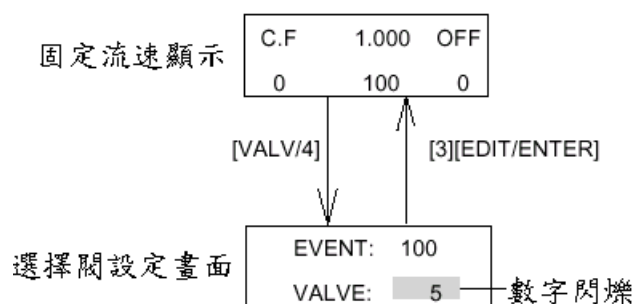 固定流速顯示
C.F 1.000 OFF
0 100 0
[VALV/4]
[3][EDIT/ENTER]
選擇閥設定畫面
EVENT: 100
VALVE: 5
數字閃爍